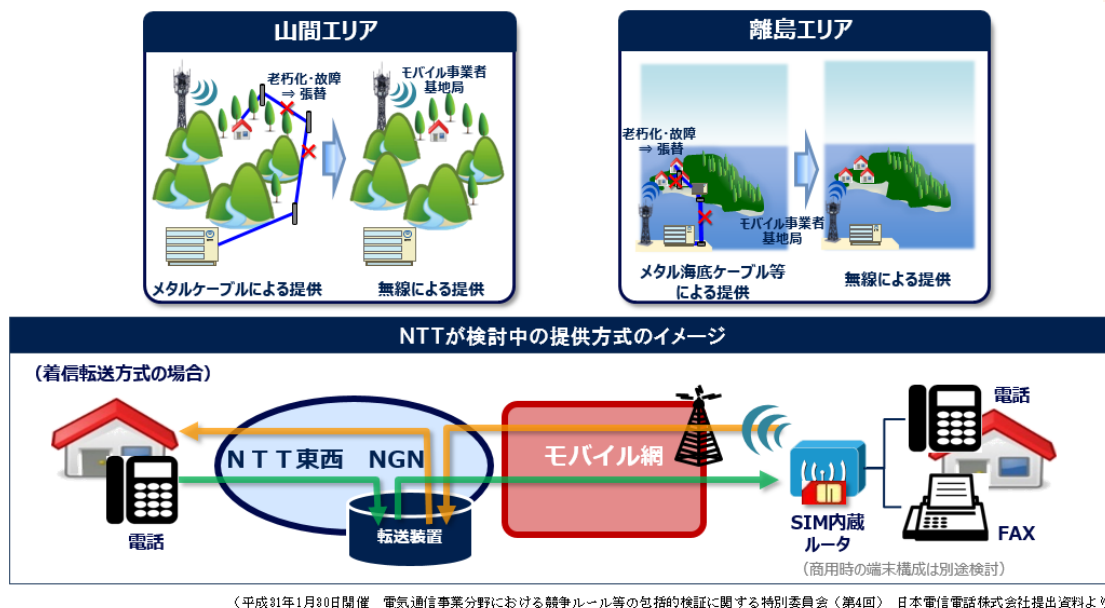 山間エリア
老朽化・故障
⇒ 張替
モバイル事業者
基地局
メタルケーブルによる提供
無線による提供
離島エリア
老朽化・故障
⇒ 張替
モバイル事業者
基地局
メタル海底ケーブル等
による提供
無線による提供
NTTが検討中の提供方式のイメージ
(着信転送方式の場合)
電話
NTT東西 NGN
転送装置
モバイル網
SIM内蔵
ルータ
電話
FAX
(商用時の端末構成は別途検討)
(平成31年1月30日開催 電気通信事業分野における競争ルール等の包括的検証に関する特別委員会(第4回) 日本電信電話株式会社提出資料より